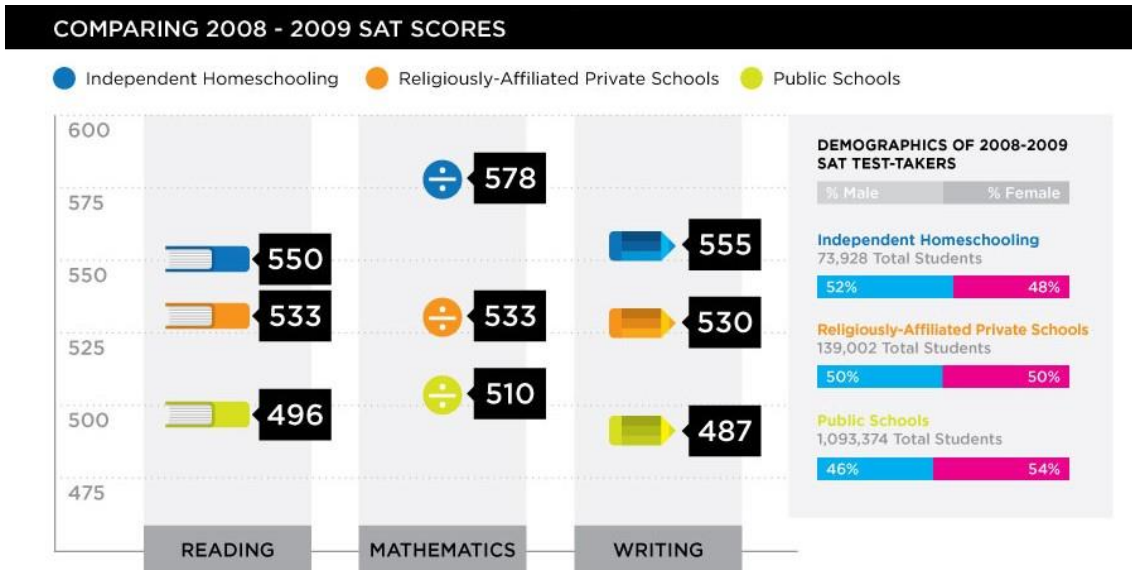 COMPARING 2008 - 2009 SAT SCORES
Independent Homeschooling
Religiously-Affiliated Private Schools
Public Schools
600
575
550
525
500
475
550
533
496
READING
578
533
510
MATHEMATICS
555
530
487
WRITING
DEMOGRAPHICS OF 2008-2009
SAT TEST-TAKERS
% Male % Female
Independent Homeschooling
73,928 Total Students
52% 48%
Religiously-Affiliated Private Schools
139,002 Total Students
50% 50%
Public Schools
1,093,374 Total Students
46% 54%